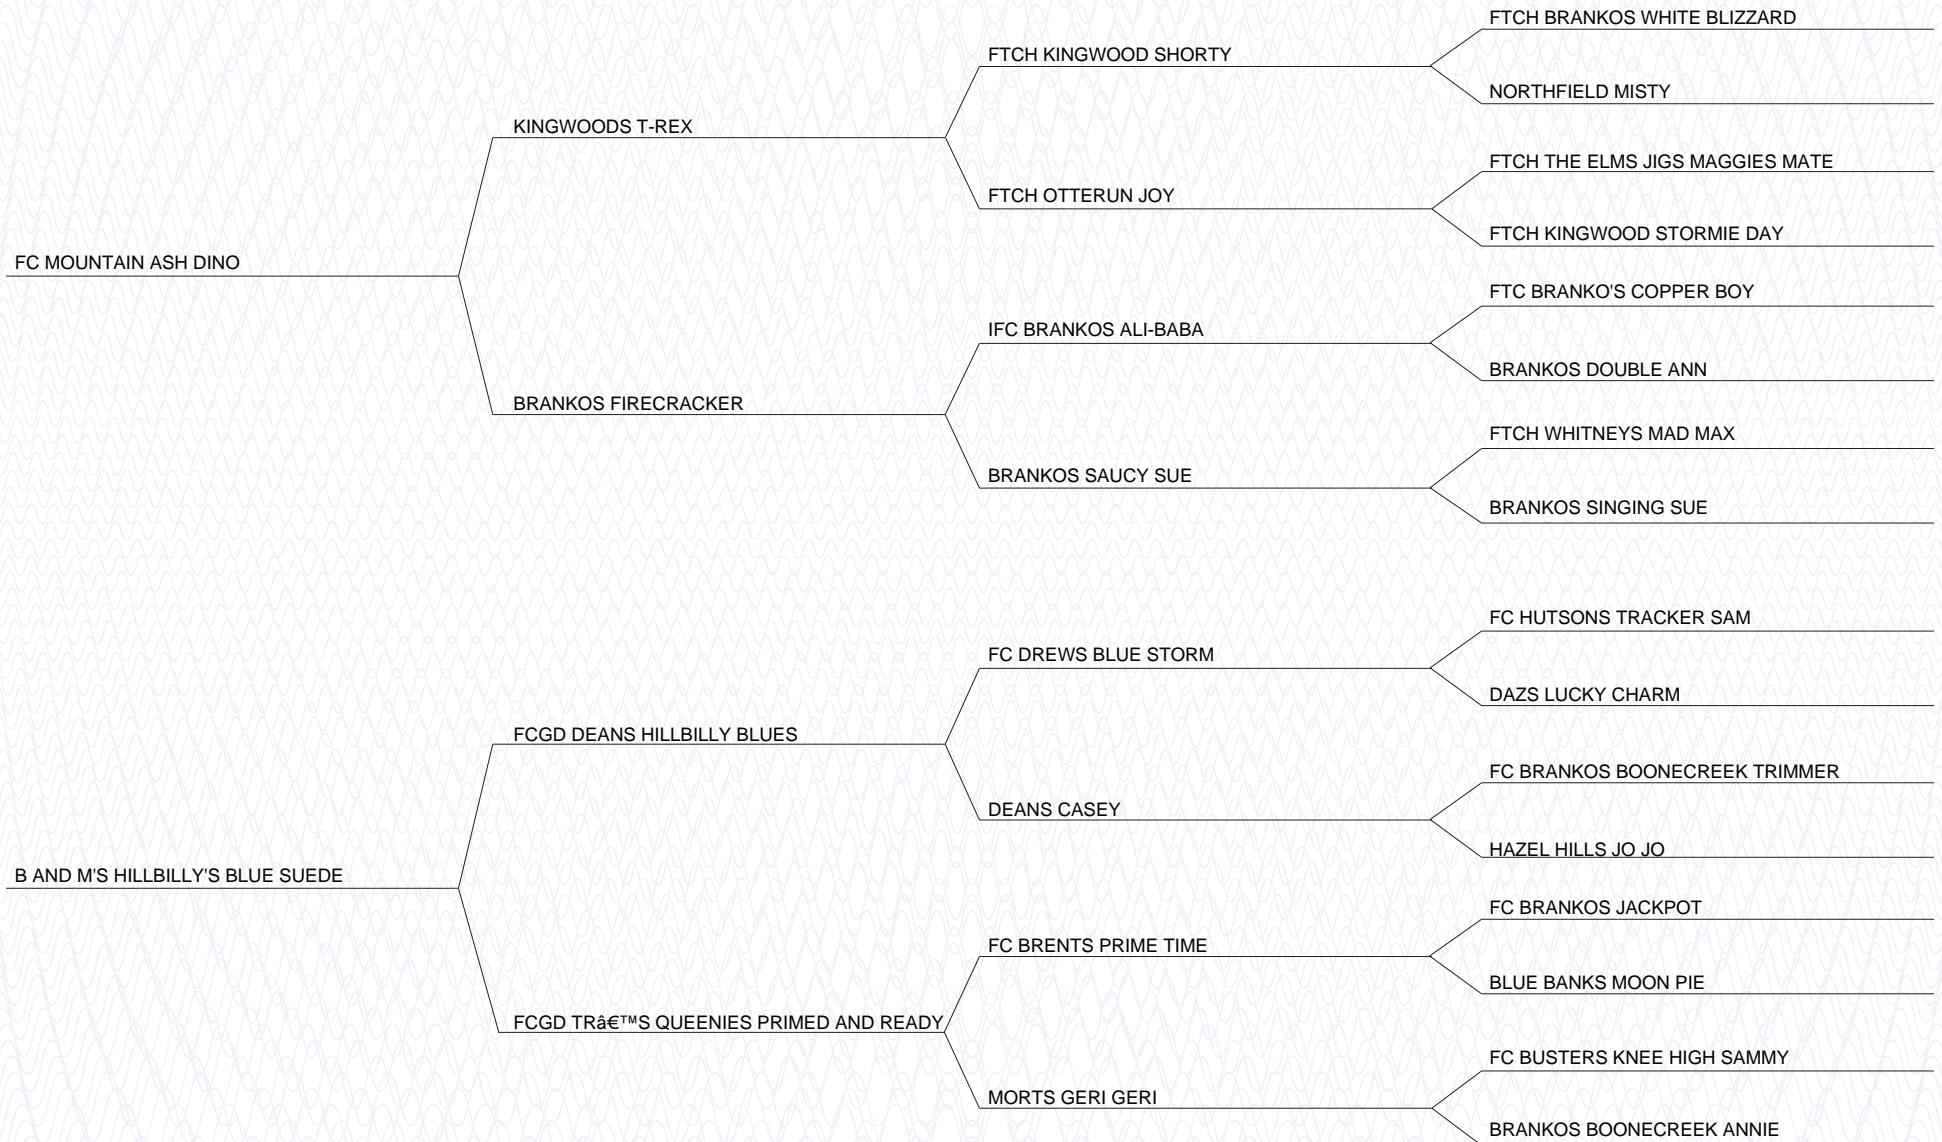 FTCH BRANKOS WHITE BLIZZARD
FTCH KINGWOOD SHORTY
NORTHFIELD MISTY
KINGWOODS T-REX
FTCH THE ELMS JIGS MAGGIES MATE
FTCH OTTERUN JOY
FTCH KINGWOOD STORMIE DAY
FC MOUNTAIN ASH DINO
FTC BRANKO'S COPPER BOY
IFC BRANKOS ALI-BABA
BRANKOS DOUBLE ANN
BRANKOS FIRECRACKER
FTCH WHITNEYS MAD MAX
BRANKOS SAUCY SUE
BRANKOS SINGING SUE
FC HUTSONS TRACKER SAM
FC DREWS BLUE STORM
DAZS LUCKY CHARM
FCGD DEANS HILLBILLY BLUES
FC BRANKOS BOONECREEK TRIMMER
DEANS CASEY
HAZEL HILLS JO JO
B AND M'S HILLBILLY'S BLUE SUEDE
FC BRANKOS JACKPOT
FC BRENTS PRIME TIME
BLUE BANKS MOON PIE
FCGD TRâ€™S QUEENIES PRIMED AND READY
FC BUSTERS KNEE HIGH SAMMY
MORTS GERI GERI
BRANKOS BOONECREEK ANNIE